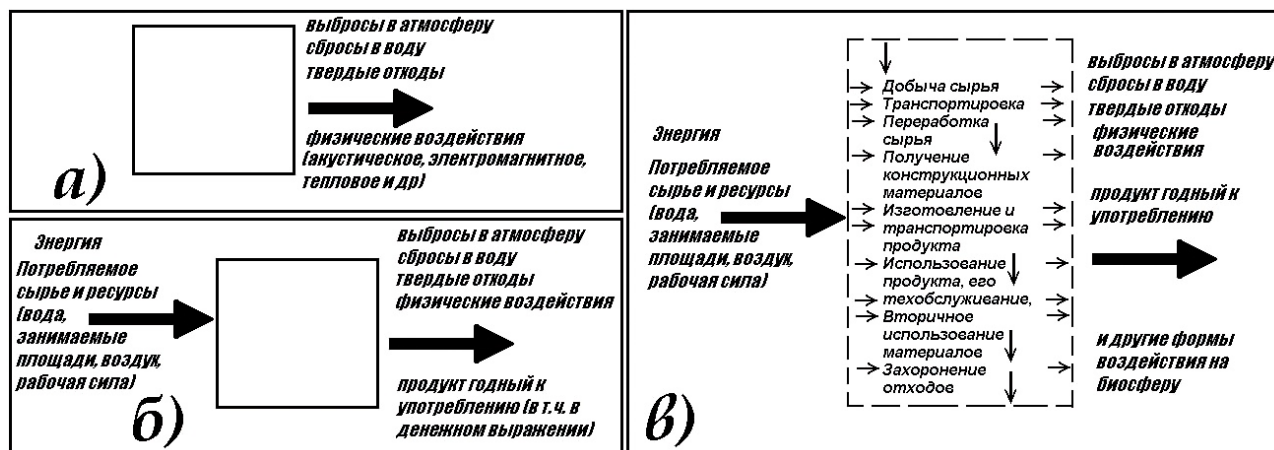 выбросы в атмосферу
сбросы в воду
твердые отходы
физические воздействия
(акустическое, электромагнитное,
тепловое и др)
а)
Энергия
Потребляемое
сырье и ресурсы
(вода,
занимаемые
площади, воздух,
рабочая сила)
выбросы в атмосферу
сбросы в воду
твердые отходы
физические воздействия
продукт годный к
употреблению (в т.ч. в
денежном выражении)
б)
Энергия
Потребляемое
сырье и ресурсы
(вода,
занимаемые
площади, воздух,
рабочая сила)
Добыча сырья
Транспортировка
Переработка
сырья
Получение
конструкционных
материалов
Изготовление и
транспортировка
продукта
Использование
продукта, его
техобслуживание,
Вторичное
использование
материалов
Захоронение
отходов
выбросы в атмосферу
сбросы в воду
твердые отходы
физические
воздействия
продукт годный к
употреблению
и другие формы
воздействия на
биосферу
в)